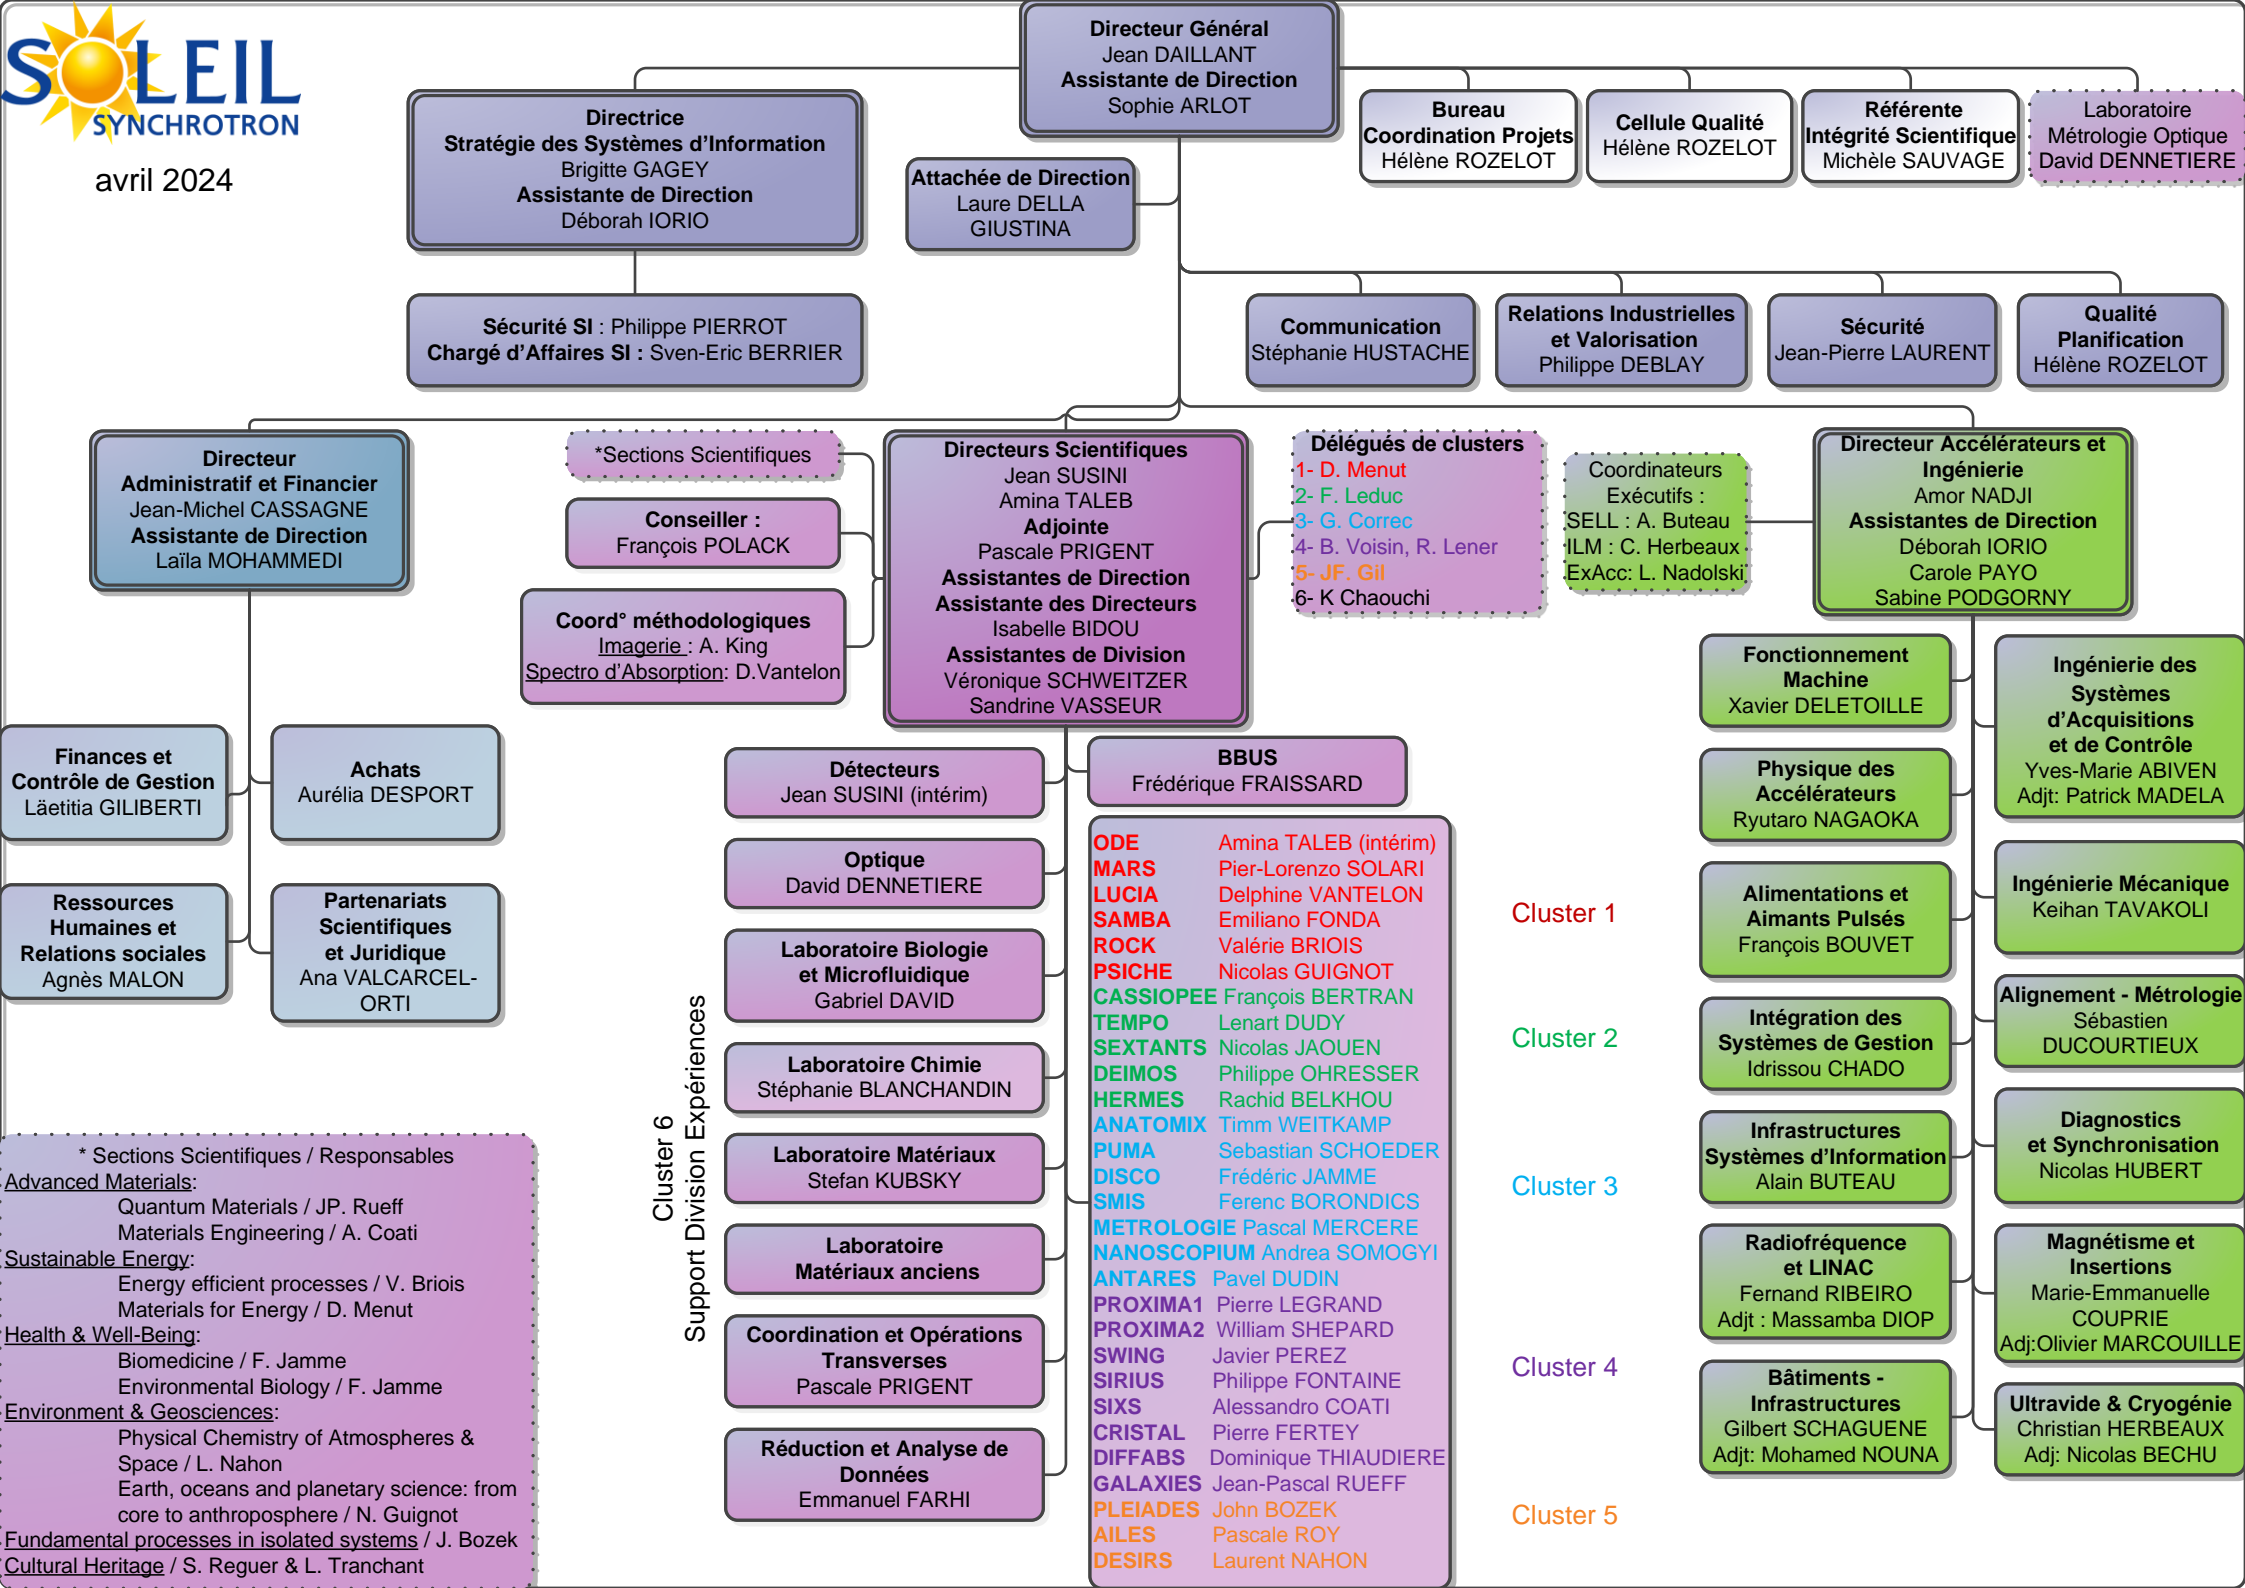 SOLEIL
SYNCHROTRON
avril 2024
Directeur Général
Jean DAILLANT
Assistante de Direction
Sophie ARLOT
Directrice
Stratégie des Systèmes d'Information
Brigitte GAGEY
Assistante de Direction
Déborah IORIO
Attachée de Direction
Laure DELLA
GIUSTINA
Bureau
Coordination Projets
Hélène ROZELOT
Cellule Qualité
Hélène ROZELOT
Référente
Intégrité Scientifique
Michèle SAUVAGE
Laboratoire
Métrologie Optique
David DENNETIERE
Sécurité SI : Philippe PIERROT
Chargé d'Affaires SI : Sven-Eric BERRIER
Communication
Stéphanie HUSTACHE
Relations Industrielles
et Valorisation
Philippe DEBLAY
Sécurité
Jean-Pierre LAURENT
Qualité
Planification
Hélène ROZELOT
Directeur
Administratif et Financier
Jean-Michel CASSAGNE
Assistante de Direction
Laïla MOHAMMEDI
*Sections Scientifiques
Conseiller :
François POLACK
Coord° méthodologiques
Imagerie : A. King
Spectro d'Absorption: D.Vantelon
Directeurs Scientifiques
Jean SUSINI
Amina TALEB
Adjointe
Pascale PRIGENT
Assistantes de Direction
Assistante des Directeurs
Isabelle BIDOU
Assistantes de Division
Véronique SCHWEITZER
Sandrine VASSEUR
Délégués de clusters
1- D. Menut
2- F. Leduc
3- G. Correc
4- B. Voisin, R. Lener
5- JF. Gil
6- K Chaouchi
Coordinateurs
Exécutifs :
SELL : A. Buteau
ILM : C. Herbeaux
ExAcc: L. Nadolski
Directeur Accélérateurs et
Ingénierie
Amor NADJI
Assistantes de Direction
Déborah IORIO
Carole PAYO
Sabine PODGORNY
Finances et
Contrôle de Gestion
Läetitia GILIBERTI
Achats
Aurélia DESPORT
Ressources
Humaines et
Relations sociales
Agnès MALON
Partenariats
Scientifiques
et Juridique
Ana VALCARCEL-
ORTI
Cluster 6
Support Division Expériences
Détecteurs
Jean SUSINI (intérim)
Optique
David DENNETIERE
Laboratoire Biologie
et Microfluidique
Gabriel DAVID
Laboratoire Chimie
Stéphanie BLANCHANDIN
Laboratoire Matériaux
Stefan KUBSKY
Laboratoire
Matériaux anciens
Coordination et Opérations
Transverses
Pascale PRIGENT
Réduction et Analyse de
Données
Emmanuel FARHI
BBUS
Frédérique FRAISSARD
ODE Amina TALEB (intérim)
MARS Pier-Lorenzo SOLARI
LUCIA Delphine VANTELON
SAMBA Emiliano FONDA
ROCK Valérie BRIOIS
PSICHE Nicolas GUIGNOT
CASSIOPEE François BERTRAN
TEMPO Lenart DUDY
SEXTANTS Nicolas JAOUEN
DEIMOS Philippe OHRESSER
HERMES Rachid BELKHOU
ANATOMIX Timm WEITKAMP
PUMA Sebastian SCHOEDER
DISCO Frédéric JAMME
SMIS Ferenc BORONDICS
METROLOGIE Pascal MERCERE
NANOSCOPIUM Andrea SOMOGYI
ANTARES Pavel DUDIN
PROXIMA1 Pierre LEGRAND
PROXIMA2 William SHEPARD
SWING Javier PEREZ
SIRIUS Philippe FONTAINE
SIXS Alessandro COATI
CRISTAL Pierre FERTEY
DIFFABS Dominique THIAUDIERE
GALAXIES Jean-Pascal RUEFF
PLEIADES John BOZEK
AILES Pascale ROY
DESIRS Laurent NAHON
Cluster 1
Cluster 2
Cluster 3
Cluster 4
Cluster 5
Fonctionnement
Machine
Xavier DELETOILLE
Physique des
Accélérateurs
Ryutaro NAGAOKA
Alimentations et
Aimants Pulsés
François BOUVET
Intégration des
Systèmes de Gestion
Idrissou CHADO
Infrastructures
Systèmes d'Information
Alain BUTEAU
Radiofréquence
et LINAC
Fernand RIBEIRO
Adjt : Massamba DIOP
Bâtiments -
Infrastructures
Gilbert SCHAGUENE
Adjt: Mohamed NOUNA
Ingénierie des
Systèmes
d'Acquisitions
et de Contrôle
Yves-Marie ABIVEN
Adjt: Patrick MADELA
Ingénierie Mécanique
Keihan TAVAKOLI
Alignement - Métrologie
Sébastien
DUCOURTIEUX
Diagnostics
et Synchronisation
Nicolas HUBERT
Magnétisme et
Insertions
Marie-Emmanuelle
COUPRIE
Adj:Olivier MARCOUILLE
Ultravide & Cryogénie
Christian HERBEAUX
Adj: Nicolas BECHU
* Sections Scientifiques / Responsables
Advanced Materials:
Quantum Materials / JP. Rueff
Materials Engineering / A. Coati
Sustainable Energy:
Energy efficient processes / V. Briois
Materials for Energy / D. Menut
Health & Well-Being:
Biomedicine / F. Jamme
Environmental Biology / F. Jamme
Environment & Geosciences:
Physical Chemistry of Atmospheres &
Space / L. Nahon
Earth, oceans and planetary science: from
core to anthroposphere / N. Guignot
Fundamental processes in isolated systems / J. Bozek
Cultural Heritage / S. Reguer & L. Tranchant